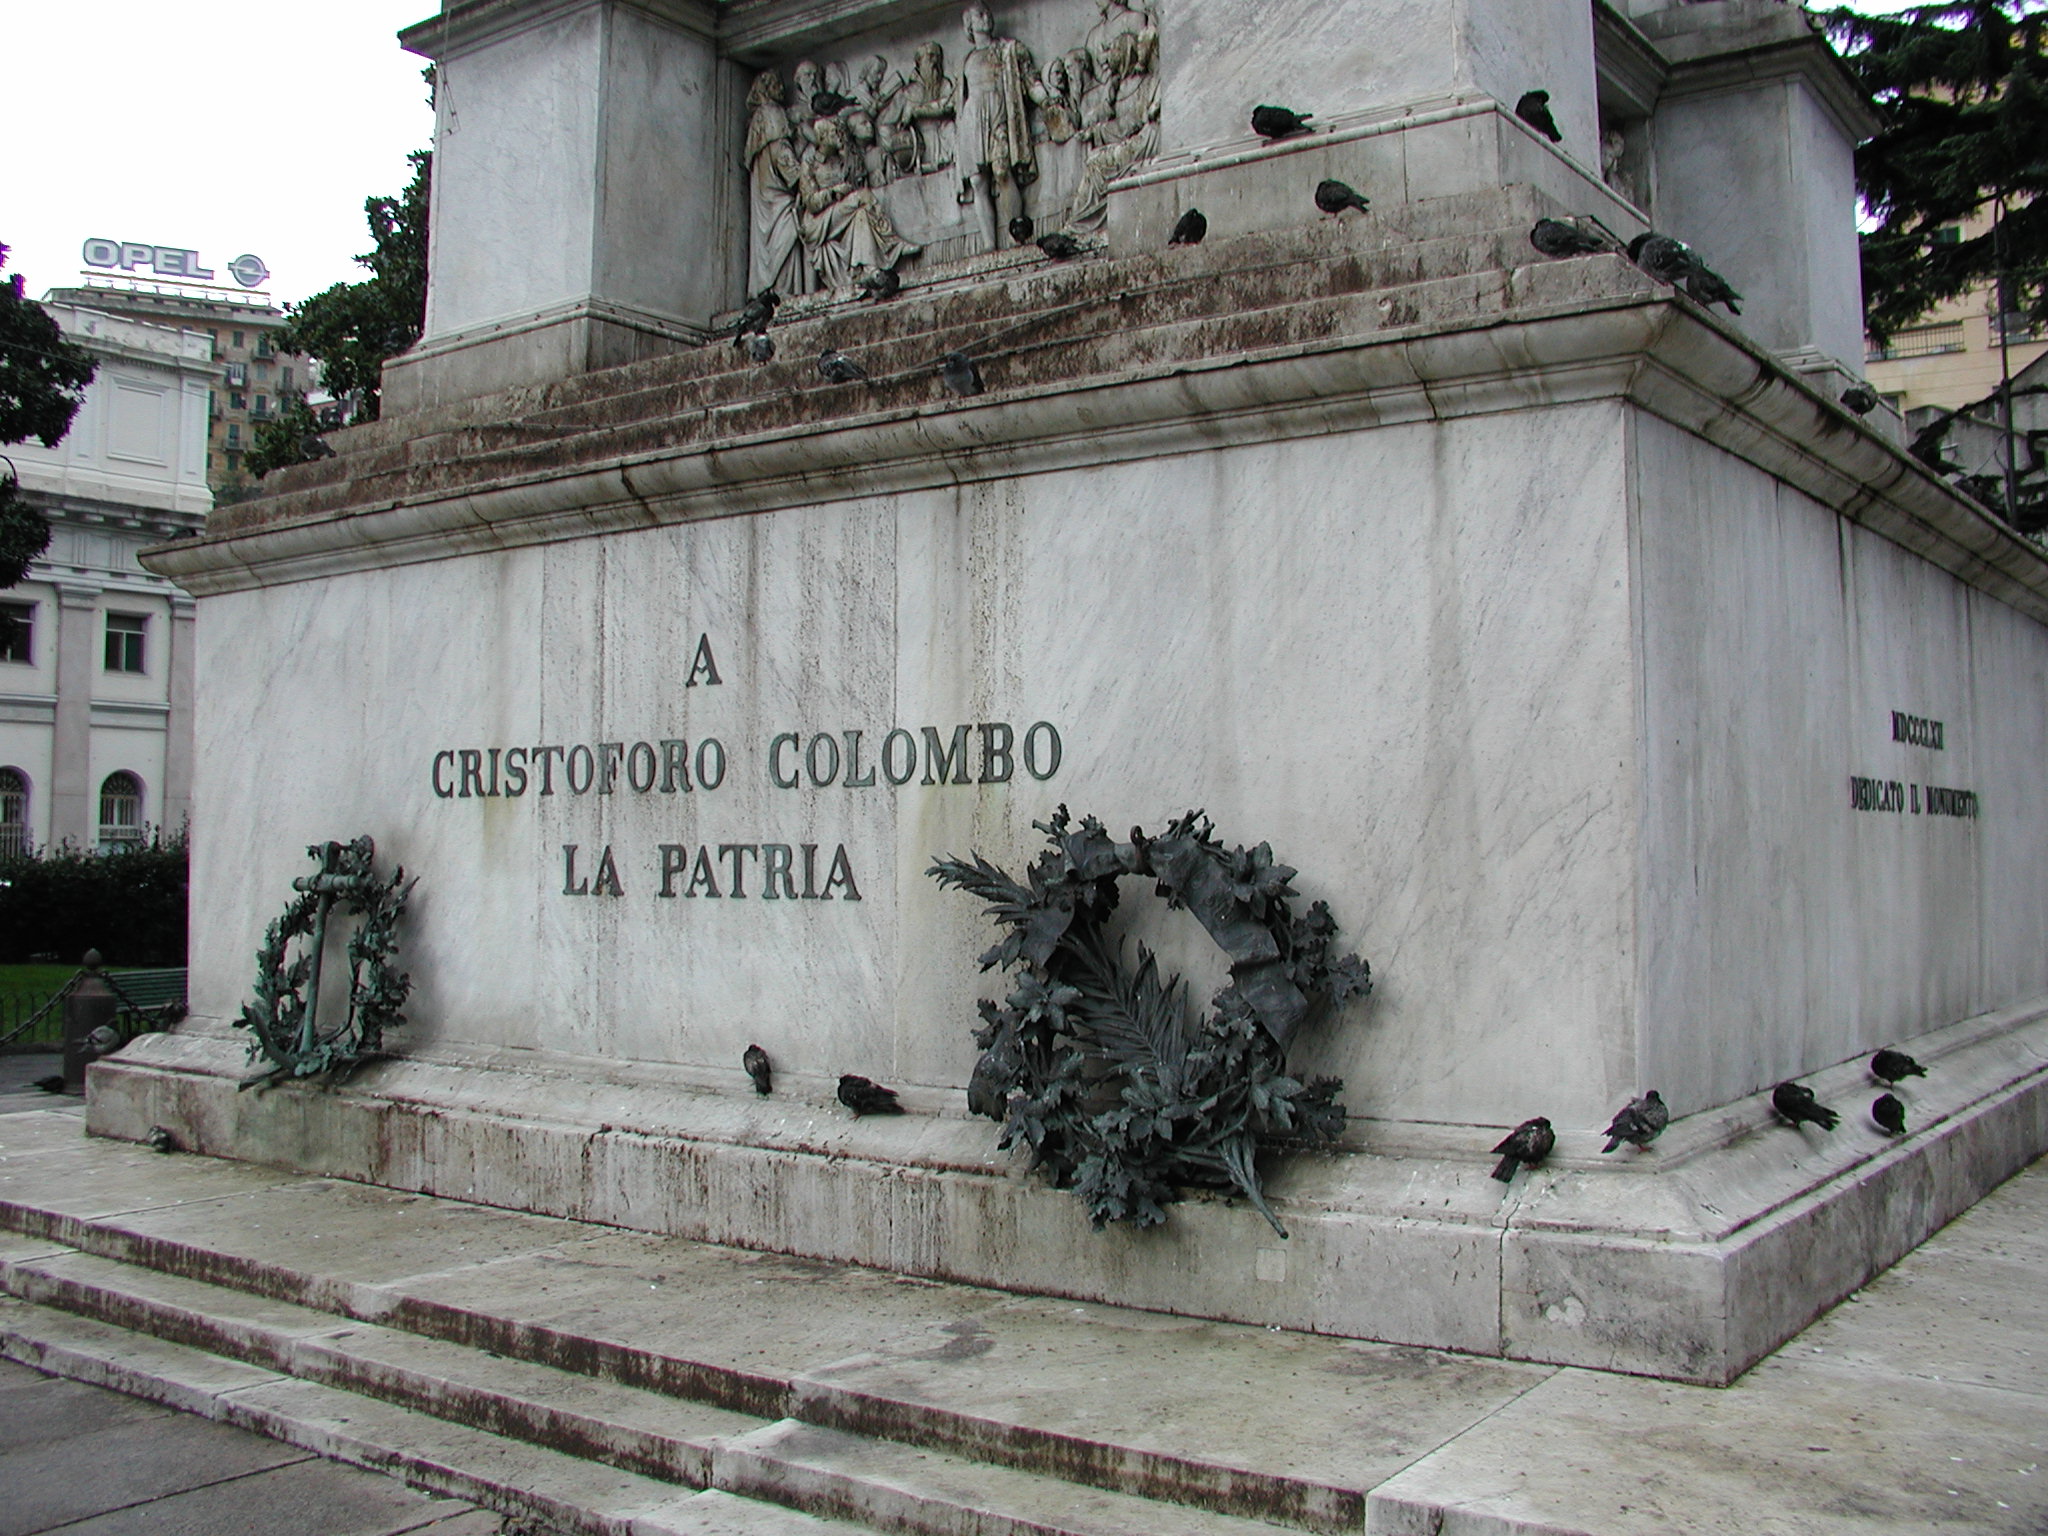 OPEL
A
CRISTOFORO COLOMBO
LA PATRIA
MDCCCLXII
DEDICATO IL MONUMENTO